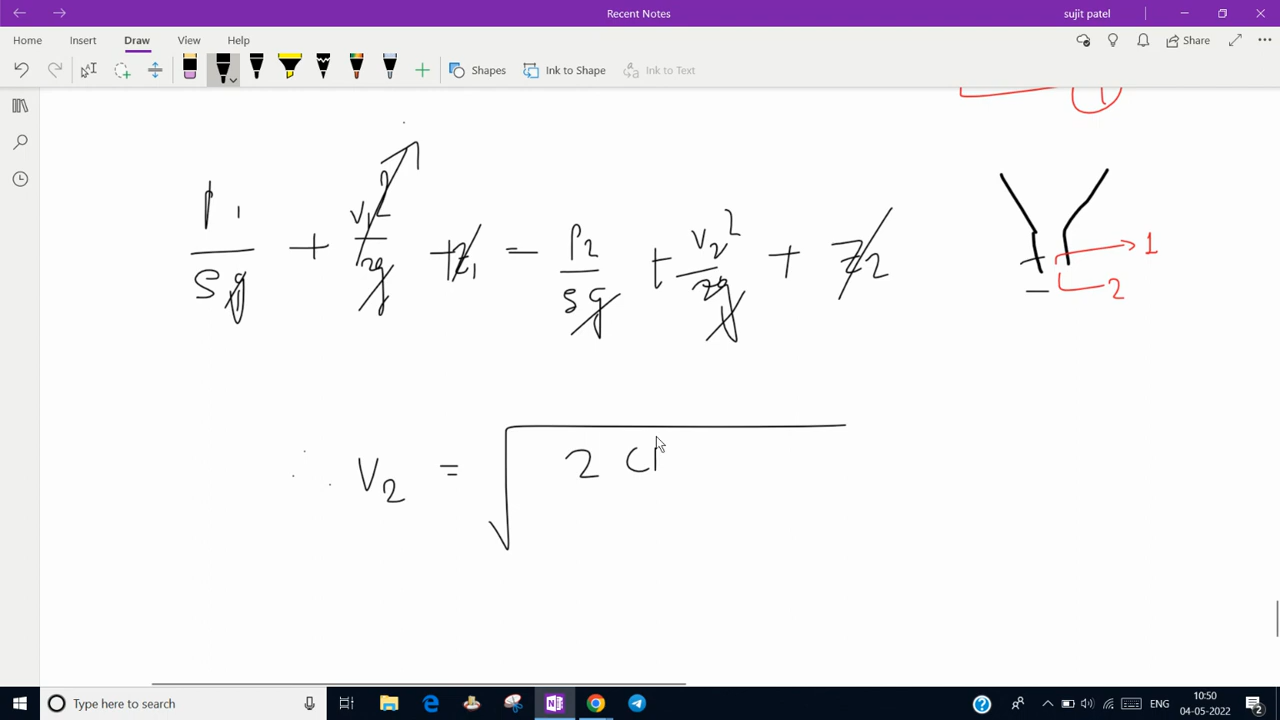 Recent Notes
sujit patel
Home Insert Draw View Help
Share
Shapes Ink to Shape Ink to Text
1
P1/ρg + V1²/2g + Z1 = P2/ρg + V2²/2g + Z2
1
2
∴ V2 = √ 2 (
Type here to search
ENG
10:50
04-05-2022
2